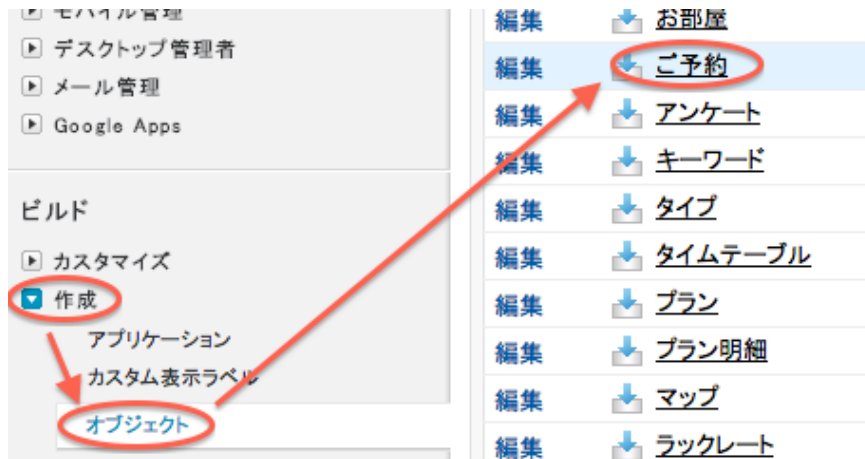 モバイル管理
デスクトップ管理者
メール管理
Google Apps
ビルド
カスタマイズ
作成
アプリケーション
カスタム表示ラベル
オブジェクト
編集 お部屋
編集 ご予約
編集 アンケート
編集 キーワード
編集 タイプ
編集 タイムテーブル
編集 プラン
編集 プラン明細
編集 マップ
編集 ラックレート